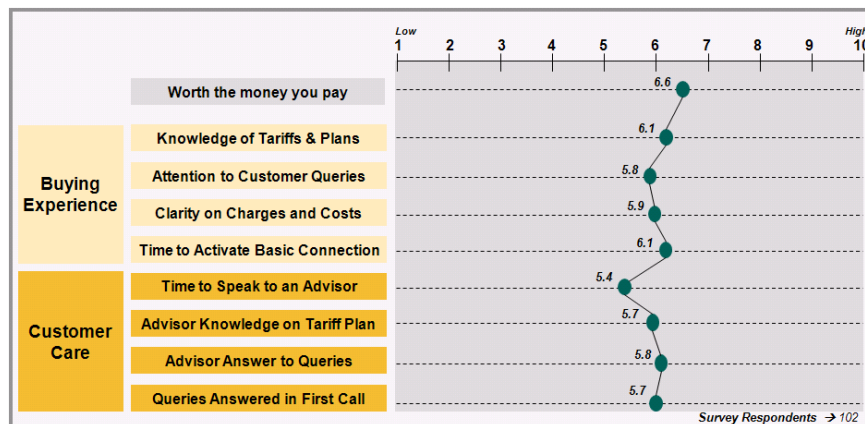 Low High
1 2 3 4 5 6 7 8 9 10
Worth the money you pay 6.6
Buying
Experience
Knowledge of Tariffs & Plans 6.1
Attention to Customer Queries 5.8
Clarity on Charges and Costs 5.9
Time to Activate Basic Connection 6.1
Customer
Care
Time to Speak to an Advisor 5.4
Advisor Knowledge on Tariff Plan 5.7
Advisor Answer to Queries 5.8
Queries Answered in First Call 5.7
Survey Respondents → 102